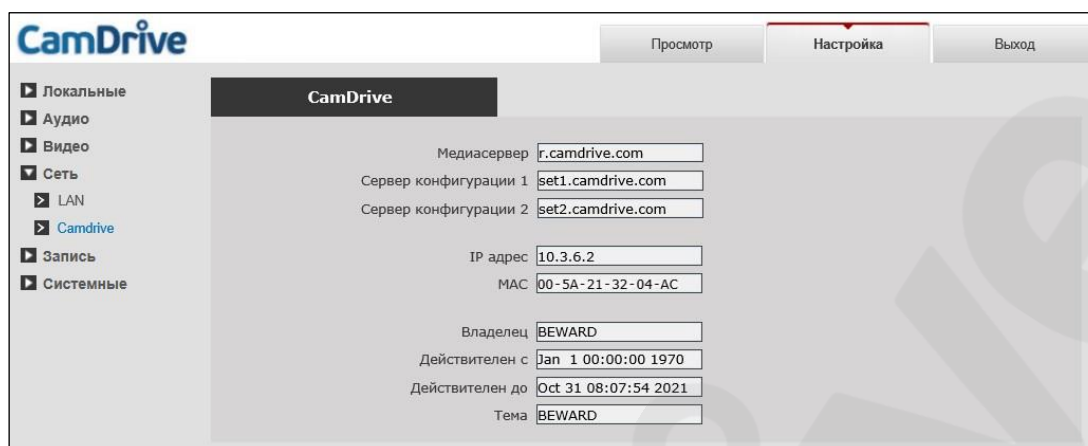 CamDrive
Просмотр
Настройка
Выход
Локальные
Аудио
Видео
Сеть
LAN
Camdrive
Запись
Системные
CamDrive
Медиасервер r.camdrive.com
Сервер конфигурации 1 set1.camdrive.com
Сервер конфигурации 2 set2.camdrive.com
IP адрес 10.3.6.2
MAC 00-5A-21-32-04-AC
Владелец BEWARD
Действителен с Jan 1 00:00:00 1970
Действителен до Oct 31 08:07:54 2021
Тема BEWARD